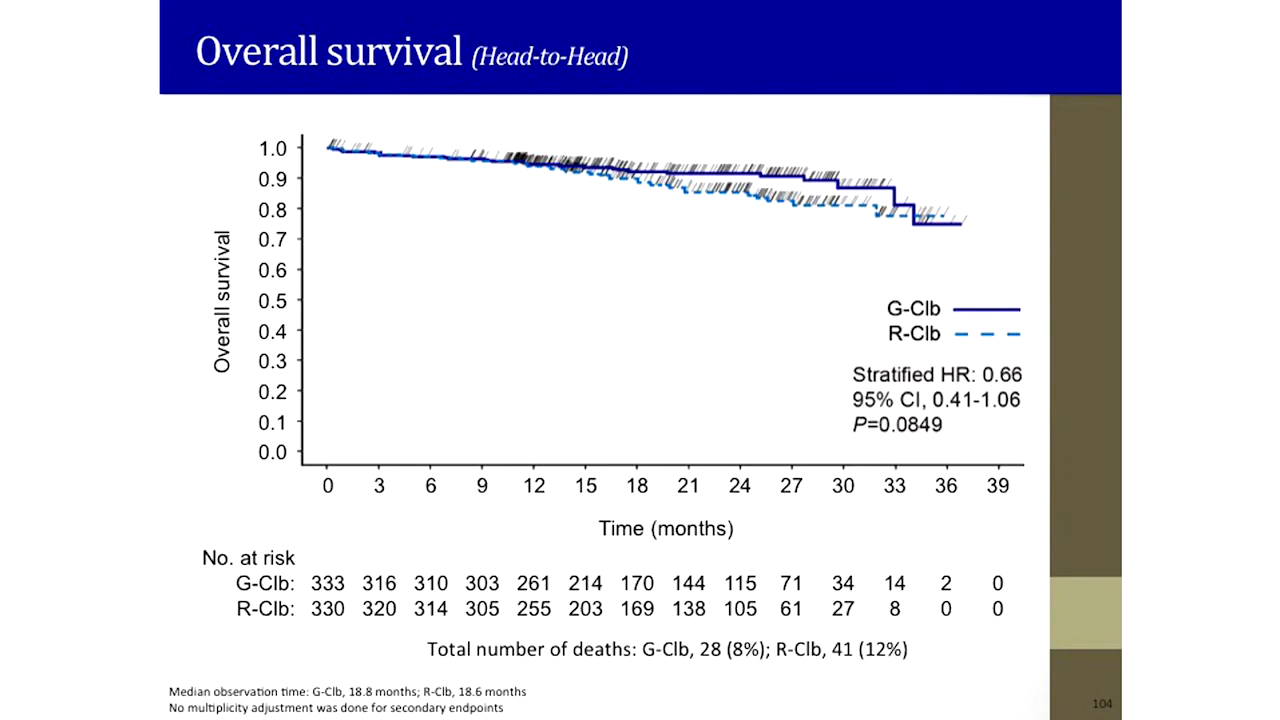 Overall survival (Head-to-Head)
1.0
0.9
0.8
0.7
0.6
0.5
0.4
0.3
0.2
0.1
0.0
Overall survival
G-Clb
R-Clb
Stratified HR: 0.66
95% CI, 0.41-1.06
P=0.0849
0 3 6 9 12 15 18 21 24 27 30 33 36 39
Time (months)
No. at risk
G-Clb: 333 316 310 303 261 214 170 144 115 71 34 14 2 0
R-Clb: 330 320 314 305 255 203 169 138 105 61 27 8 0 0
Total number of deaths: G-Clb, 28 (8%); R-Clb, 41 (12%)
Median observation time: G-Clb, 18.8 months; R-Clb, 18.6 months
No multiplicity adjustment was done for secondary endpoints
104